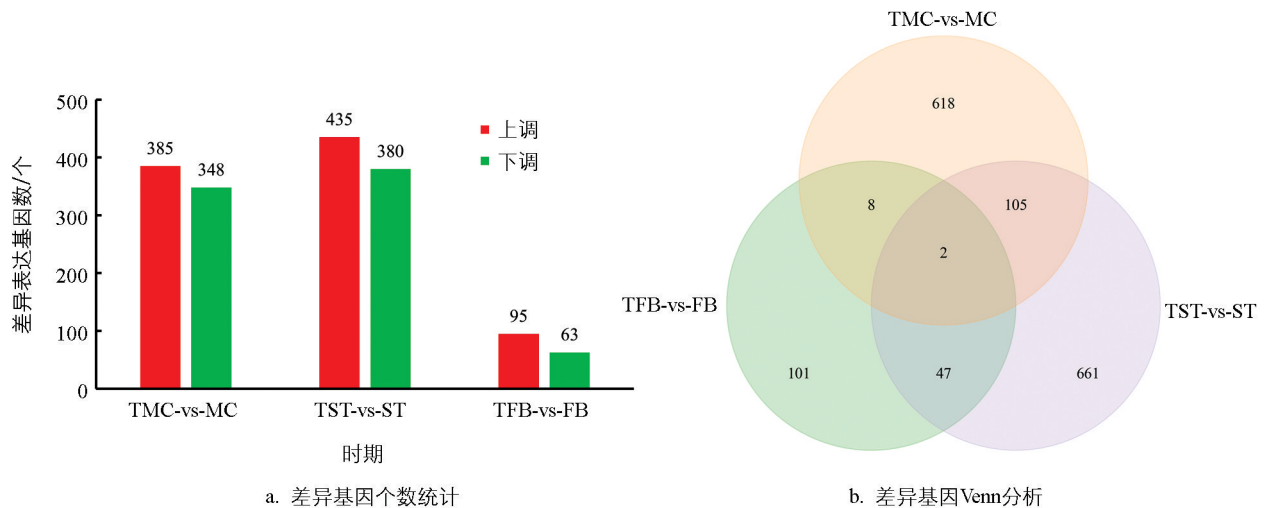 差异表达基因数/个
500
400
300
200
100
0
385
348
435
380
95
63
上调
下调
TMC-vs-MC
TST-vs-ST
TFB-vs-FB
时期
a. 差异基因个数统计
TMC-vs-MC
618
8
105
2
TFB-vs-FB
TST-vs-ST
101
47
661
b. 差异基因Venn分析